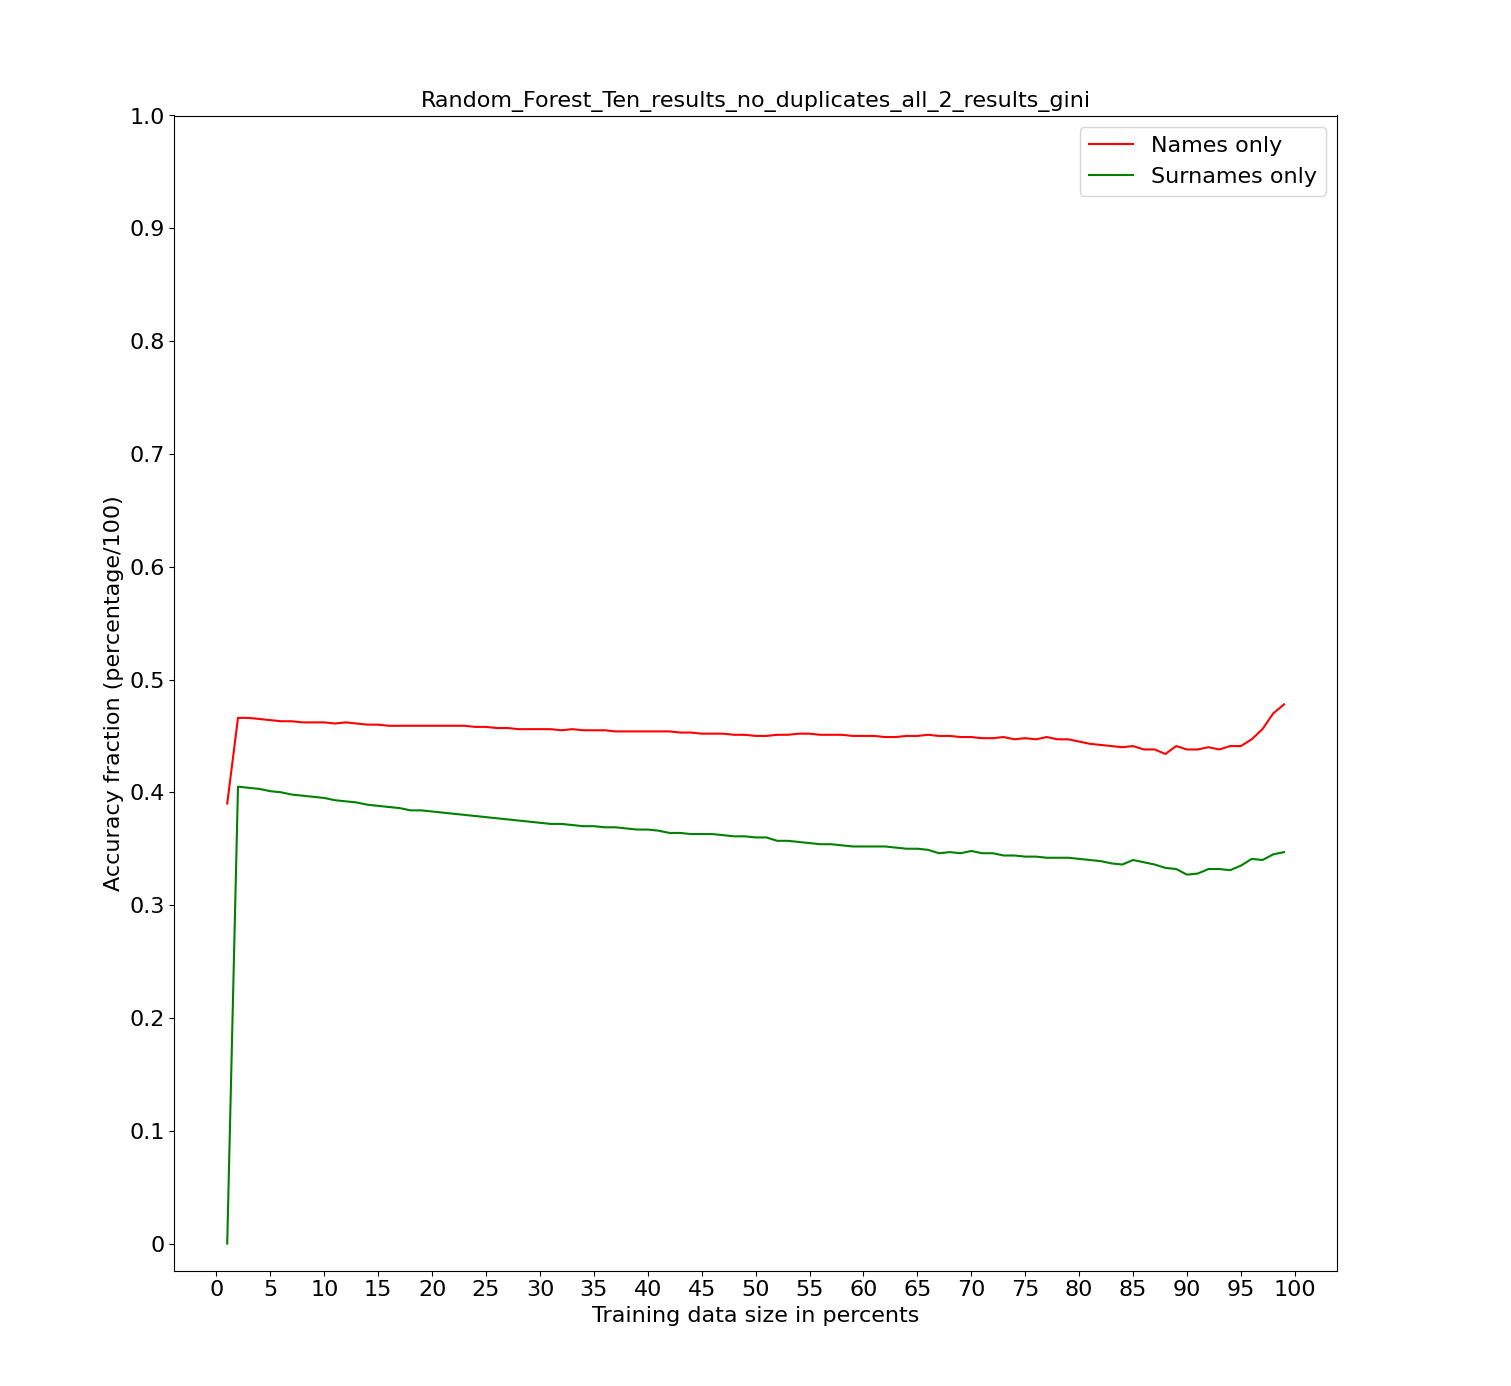 Random_Forest_Ten_results_no_duplicates_all_2_results_gini
Names only
Surnames only
Accuracy fraction (percentage/100)
1.0
0.9
0.8
0.7
0.6
0.5
0.4
0.3
0.2
0.1
0
0 5 10 15 20 25 30 35 40 45 50 55 60 65 70 75 80 85 90 95 100
Training data size in percents